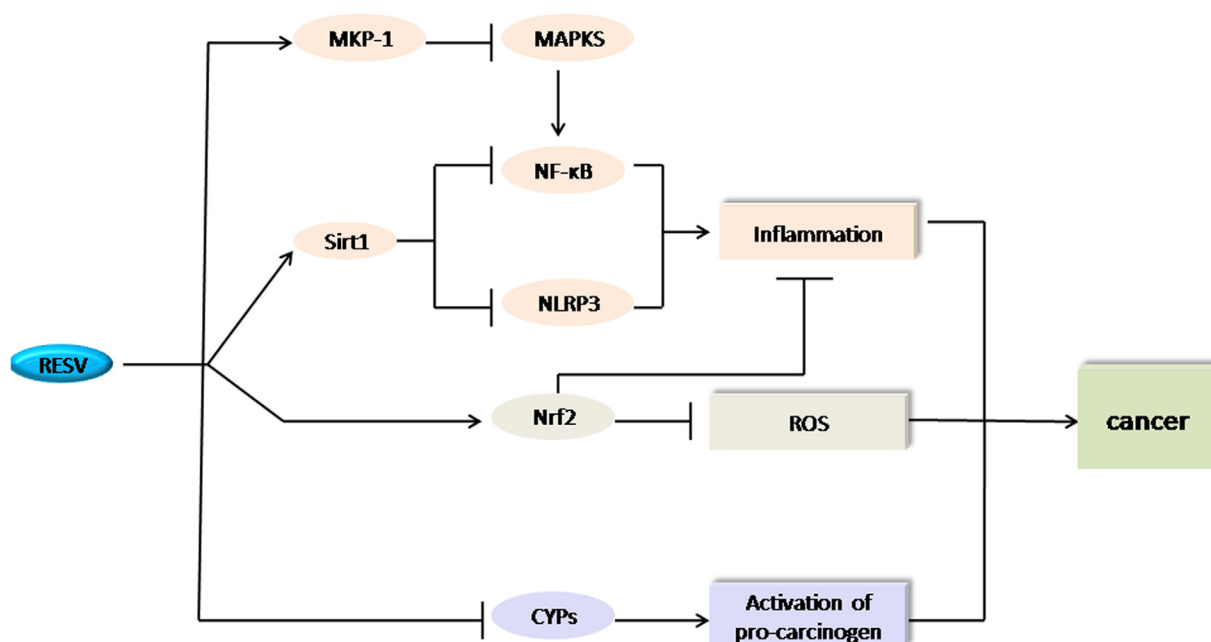 MKP-1
MAPKS
NF-κB
Sirt1
Inflammation
NLRP3
RESV
Nrf2
ROS
cancer
CYPs
Activation of
pro-carcinogen